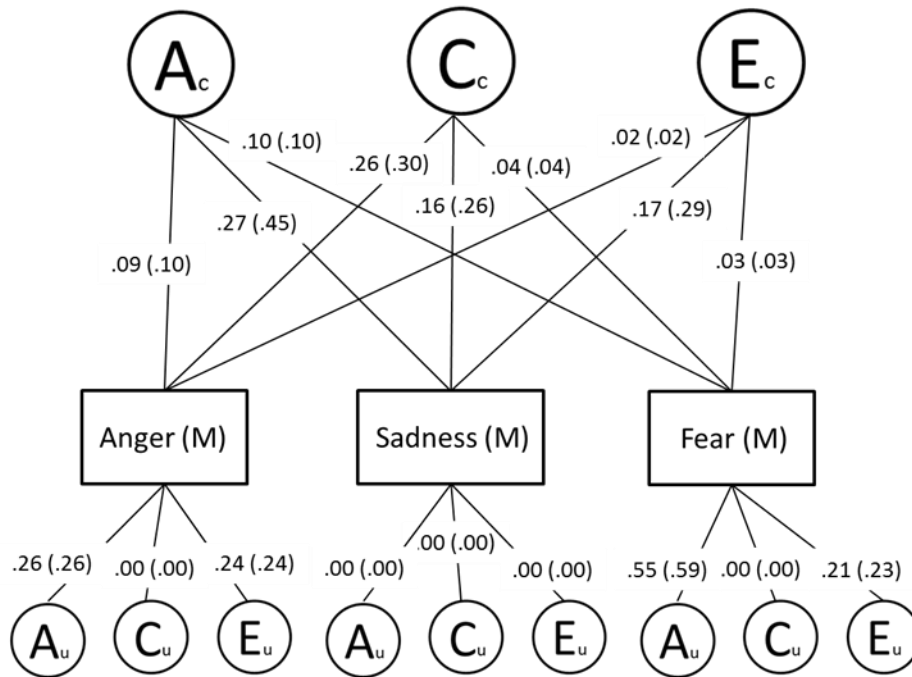 Ac Cc Ec
.10 (.10) .26 (.30) .04 (.04) .02 (.02)
.27 (.45) .16 (.26) .17 (.29)
.09 (.10) .03 (.03)
Anger (M) Sadness (M) Fear (M)
.26 (.26) .00 (.00) .24 (.24) .00 (.00) .00 (.00) .00 (.00) .55 (.59) .00 (.00) .21 (.23)
Au Cu Eu Au Cu Eu Au Cu Eu